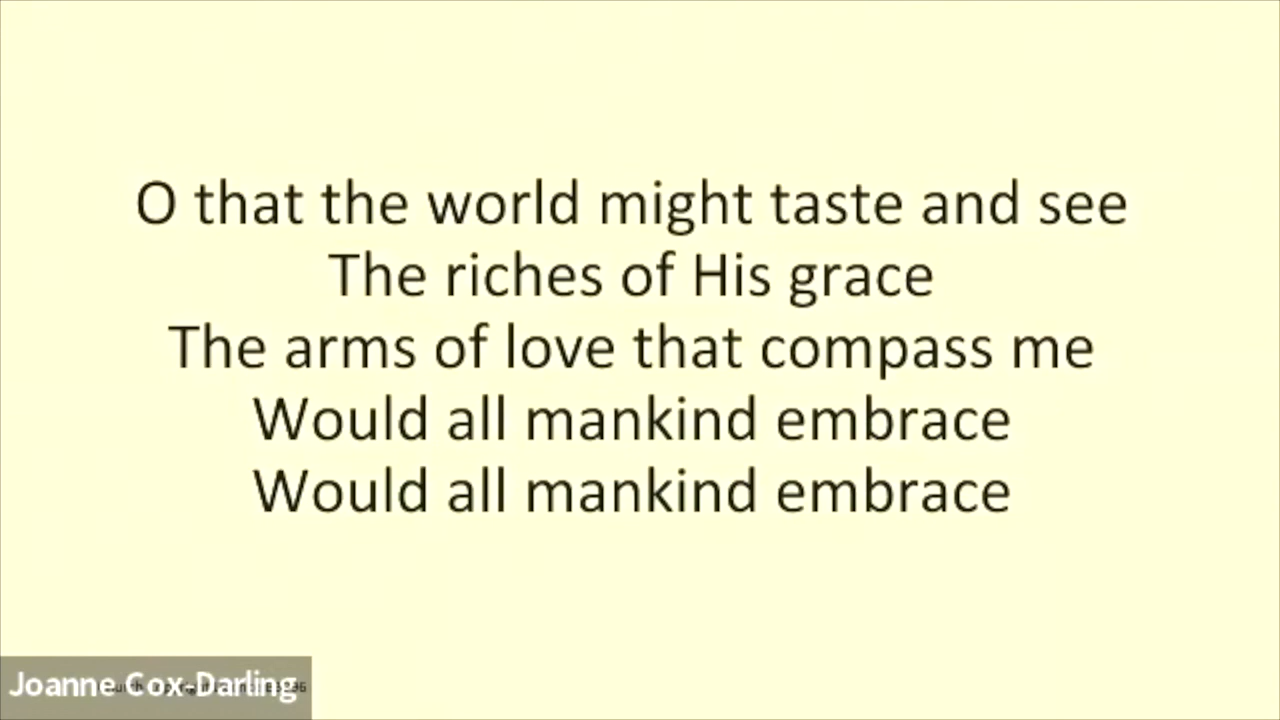 O that the world might taste and see
The riches of His grace
The arms of love that compass me
Would all mankind embrace
Would all mankind embrace
Joanne Cox-Darling